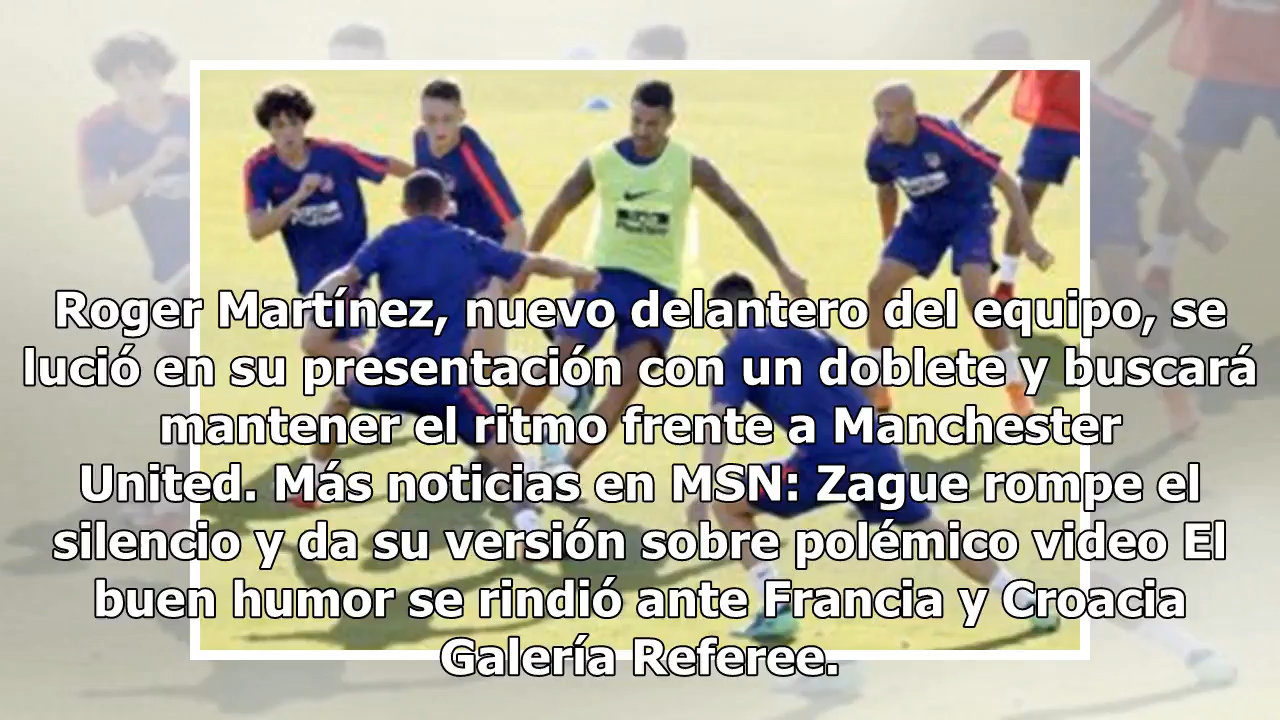 Roger Martínez, nuevo delantero del equipo, se
lució en su presentación con un doblete y buscará
mantener el ritmo frente a Manchester
United. Más noticias en MSN: Zague rompe el
silencio y da su versión sobre polémico video El
buen humor se rindió ante Francia y Croacia
Galería Referee.